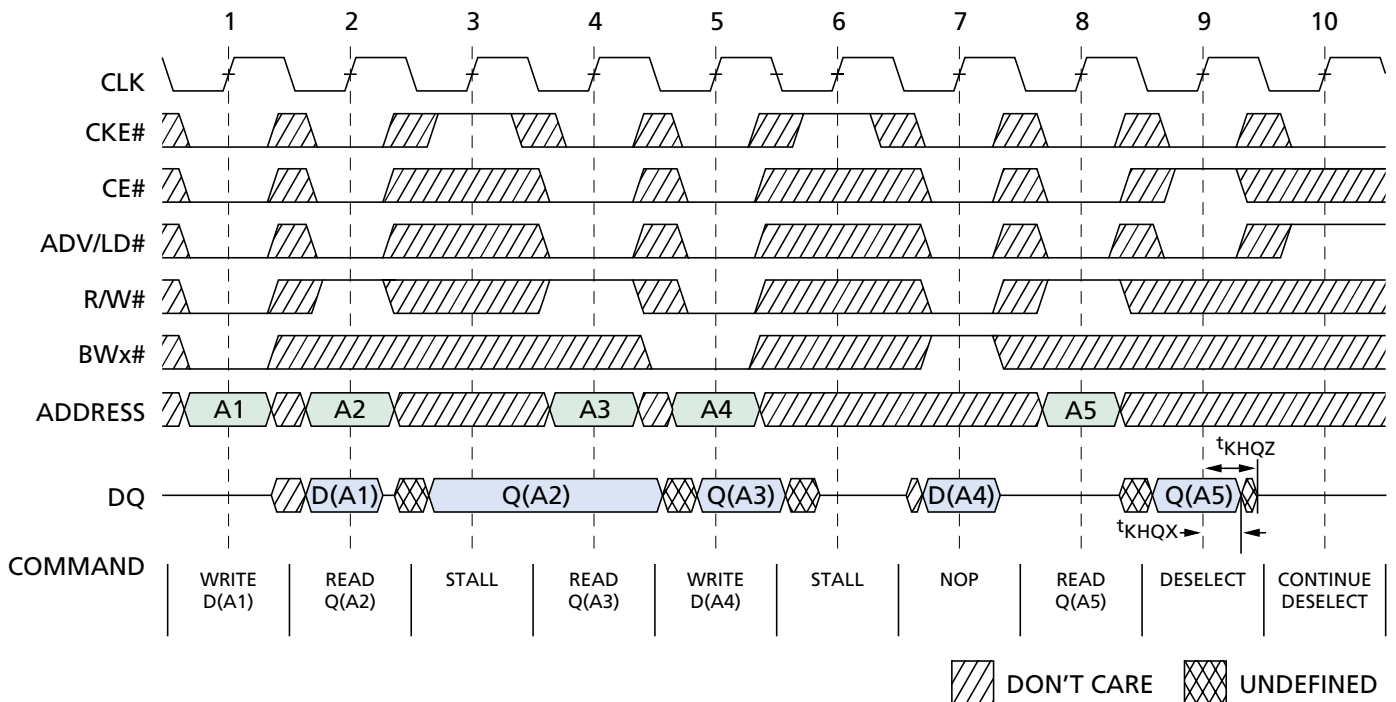 1 2 3 4 5 6 7 8 9 10
CLK
CKE#
CE#
ADV/LD#
R/W#
BWx#
ADDRESS A1 A2 A3 A4 A5
tKHQZ
DQ D(A1) Q(A2) Q(A3) D(A4) Q(A5)
tKHQX
COMMAND
WRITE READ STALL READ WRITE STALL NOP READ DESELECT CONTINUE
D(A1) Q(A2) Q(A3) D(A4) Q(A5) DESELECT
DON'T CARE UNDEFINED